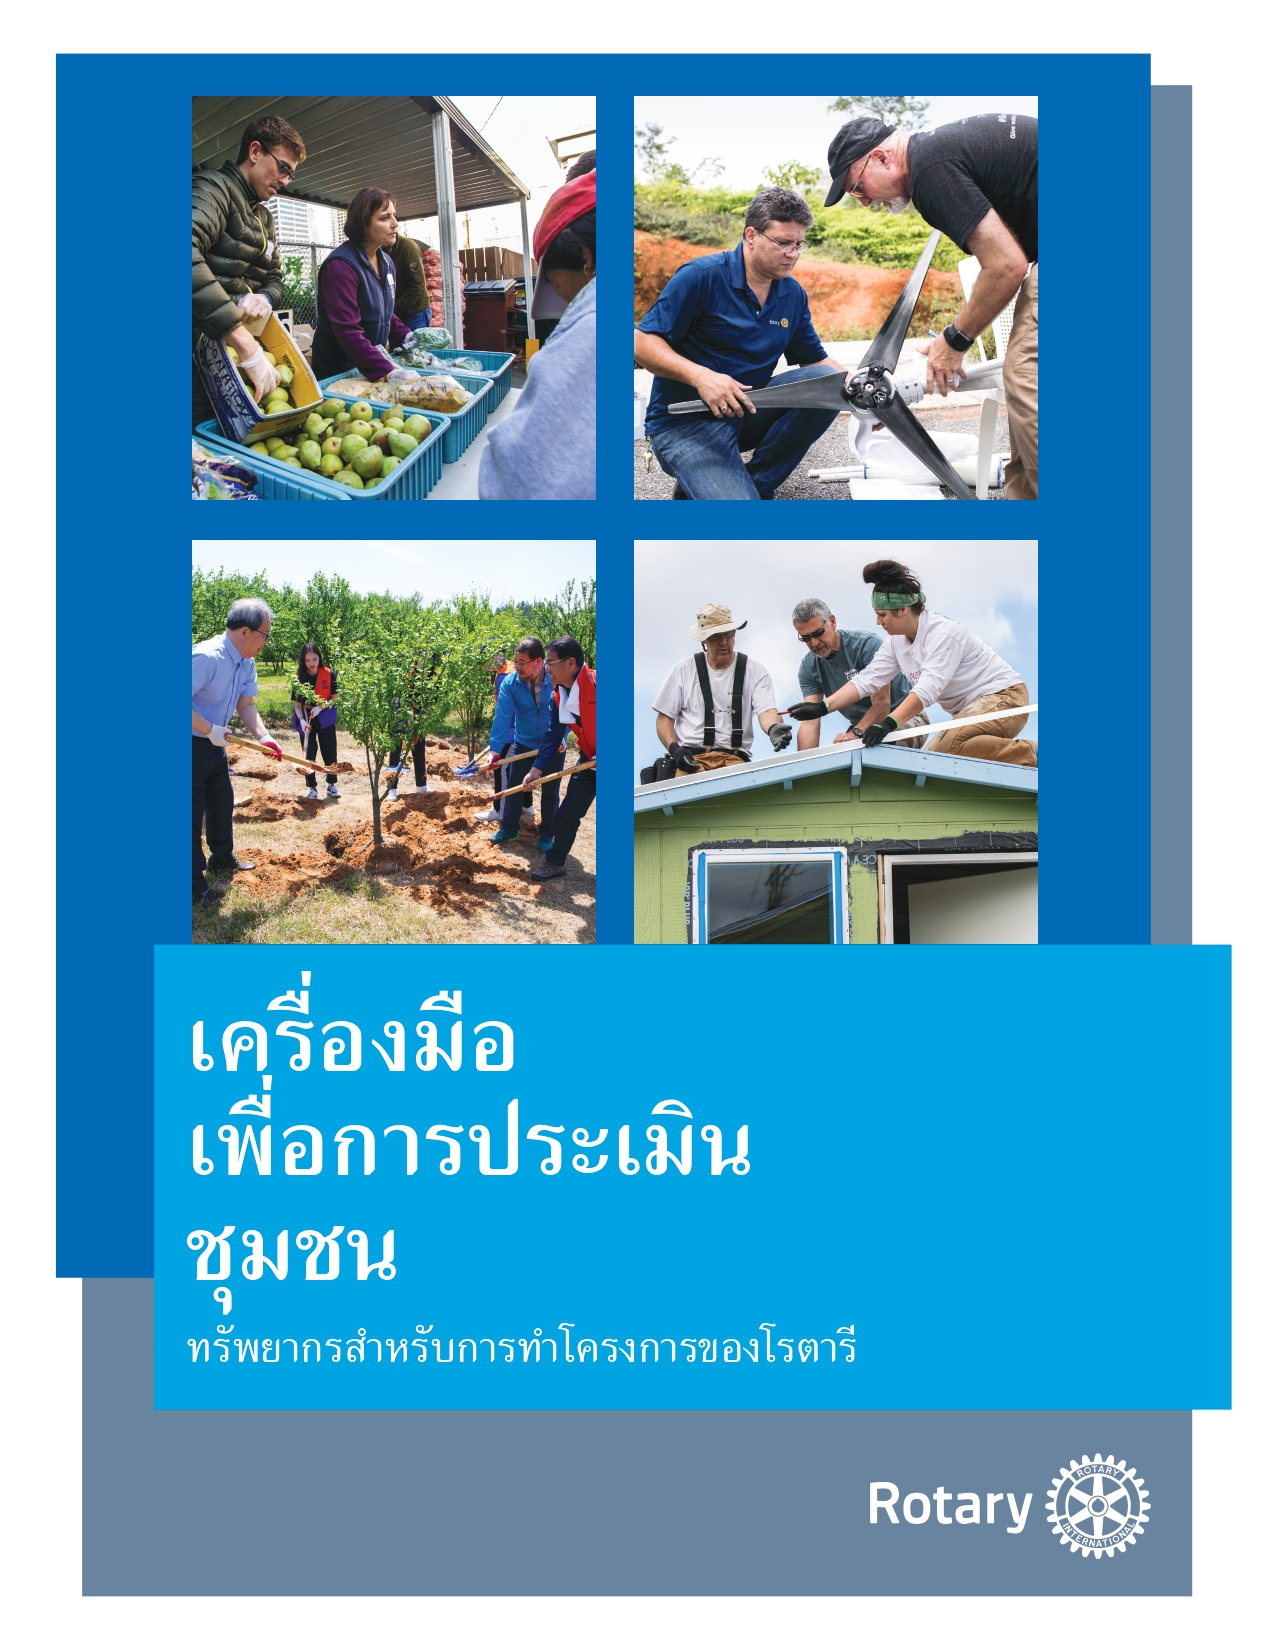 เครื่องมือ
เพื่อการประเมิน
ชุมชน
ทรัพยากรสำหรับการทำโครงการของโรตารี
Rotary
ROTARY
INTERNATIONAL